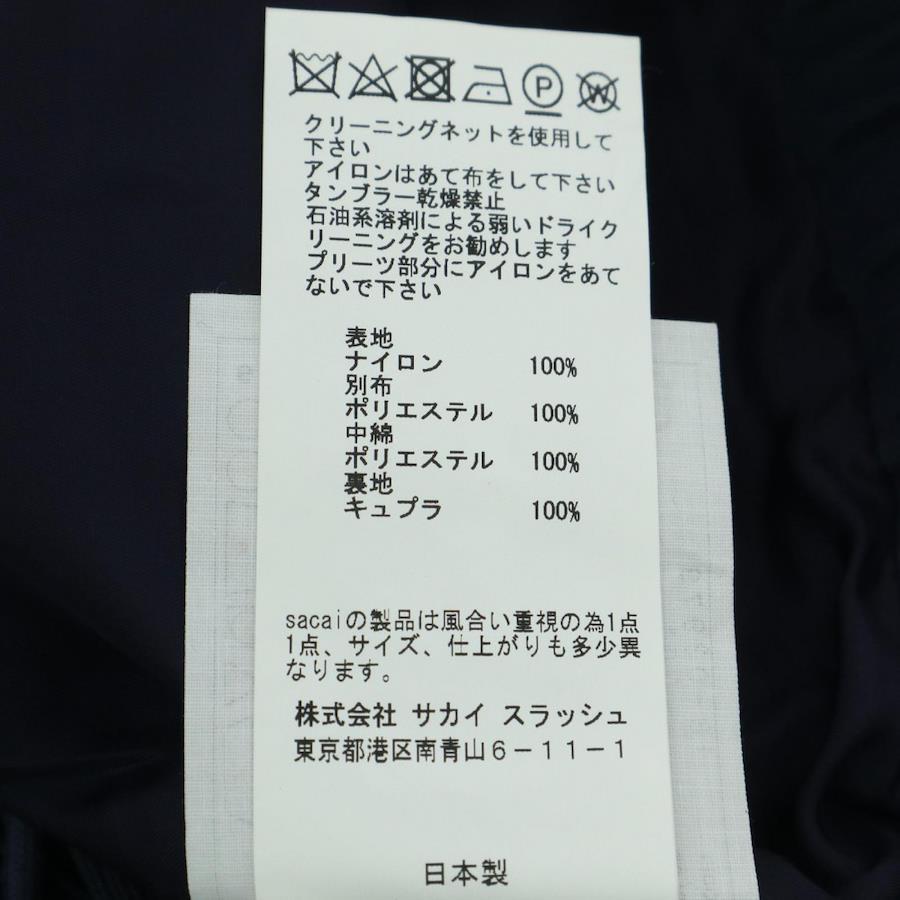 P
W
クリーニングネットを使用して
下さい
アイロンはあて布をして下さい
タンブラー乾燥禁止
石油系溶剤による弱いドライク
リーニングをお勧めします
プリーツ部分にアイロンをあて
ないで下さい
表地
ナイロン 100%
別布
ポリエステル 100%
中綿
ポリエステル 100%
裏地
キュプラ 100%
sacaiの製品は風合い重視の為1点
1点、サイズ、仕上がりも多少異
なります。
株式会社 サカイ スラッシュ
東京都港区南青山6−11−1
日本製